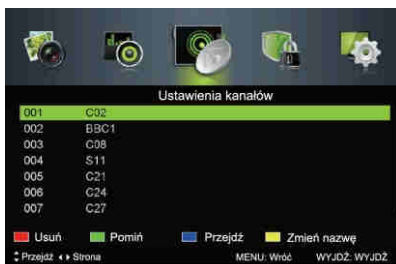 Ustawienia kanałów
001 C02
002 BBC1
003 C08
004 S11
005 C21
006 C24
007 C27
Usuń Pomiń Przejdź Zmień nazwę
Przejdź Strona MENU: Wróć WYJDŹ: WYJDŹ